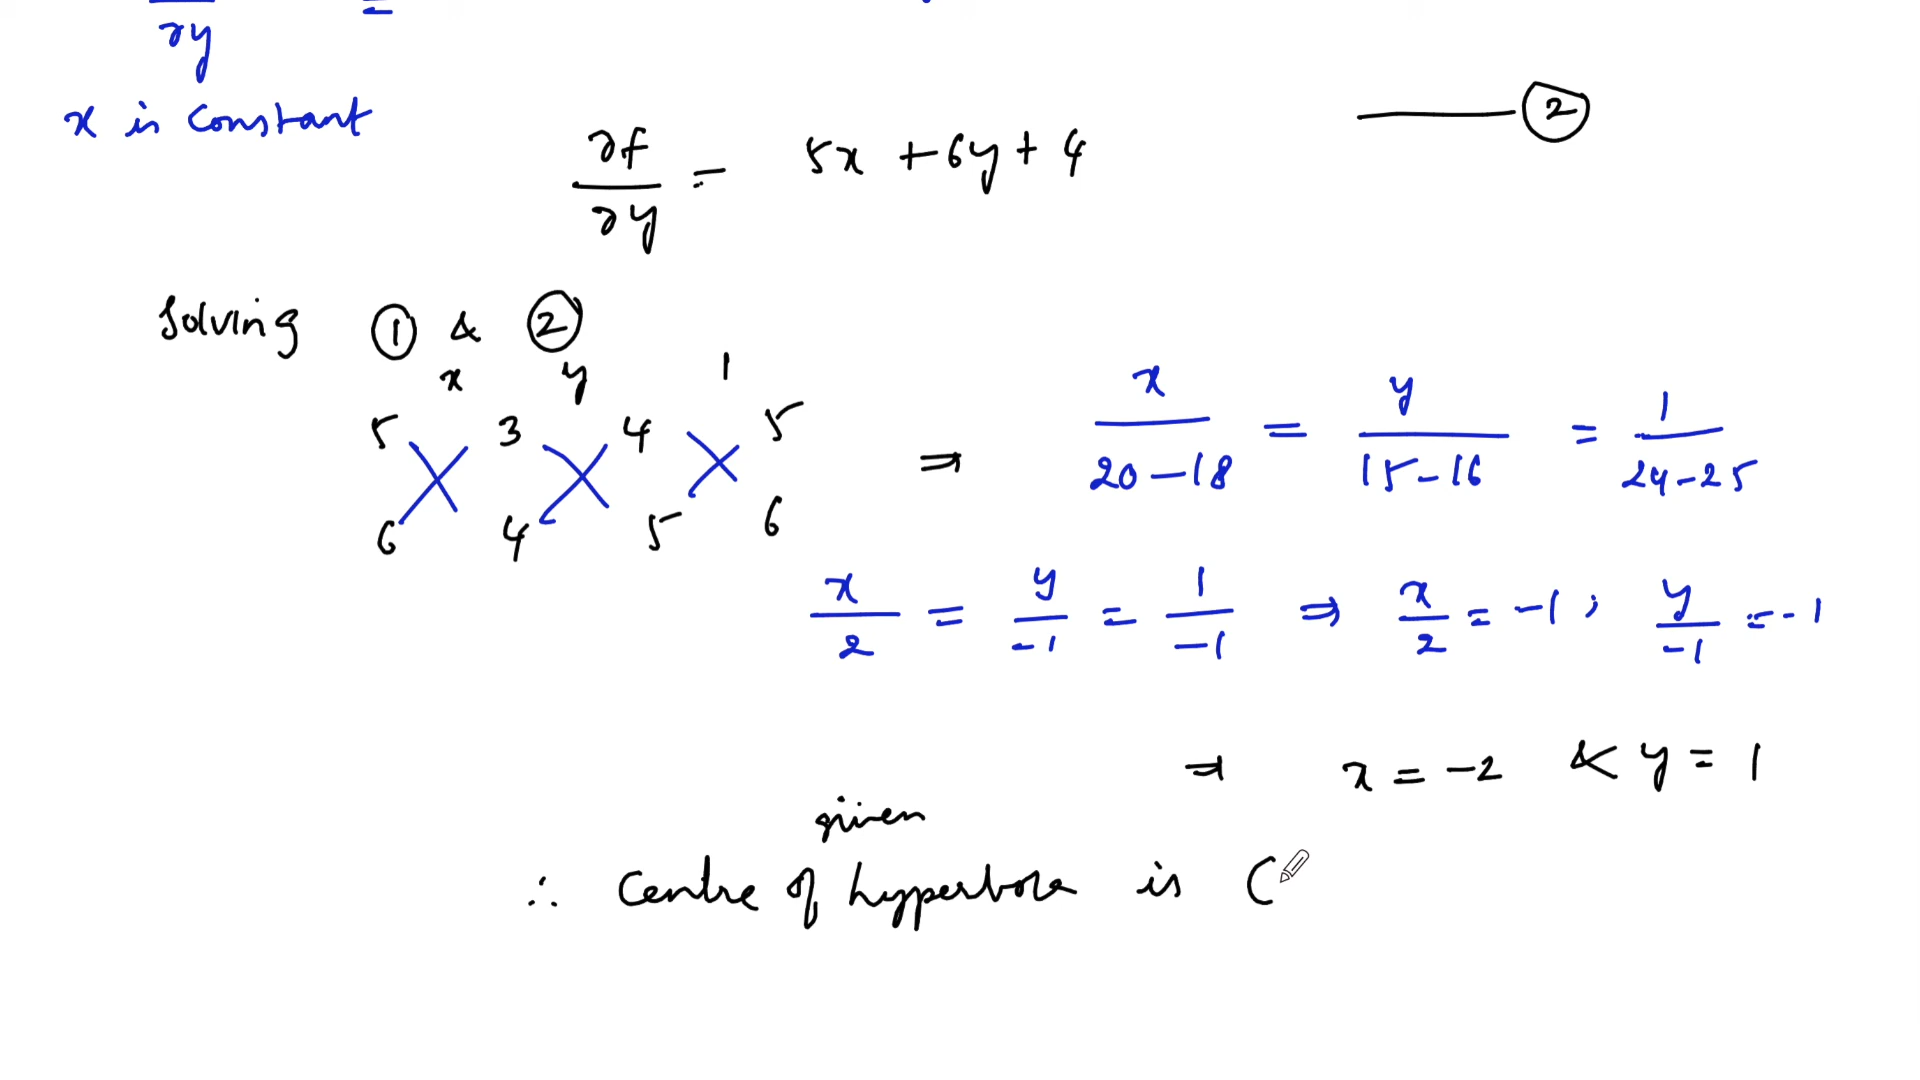 ∂y =
x is constant
②
∂f/∂y = 5x + 6y + 4
Solving ① & ②
x y 1
5 3 4 5
6 4 5 6
⇒ x/(20-18) = y/(15-16) = 1/(24-25)
x/2 = y/-1 = 1/-1 ⇒ x/2 = -1, y/-1 = -1
⇒ x = -2 & y = 1
given
∴ Centre of hyperbola is (